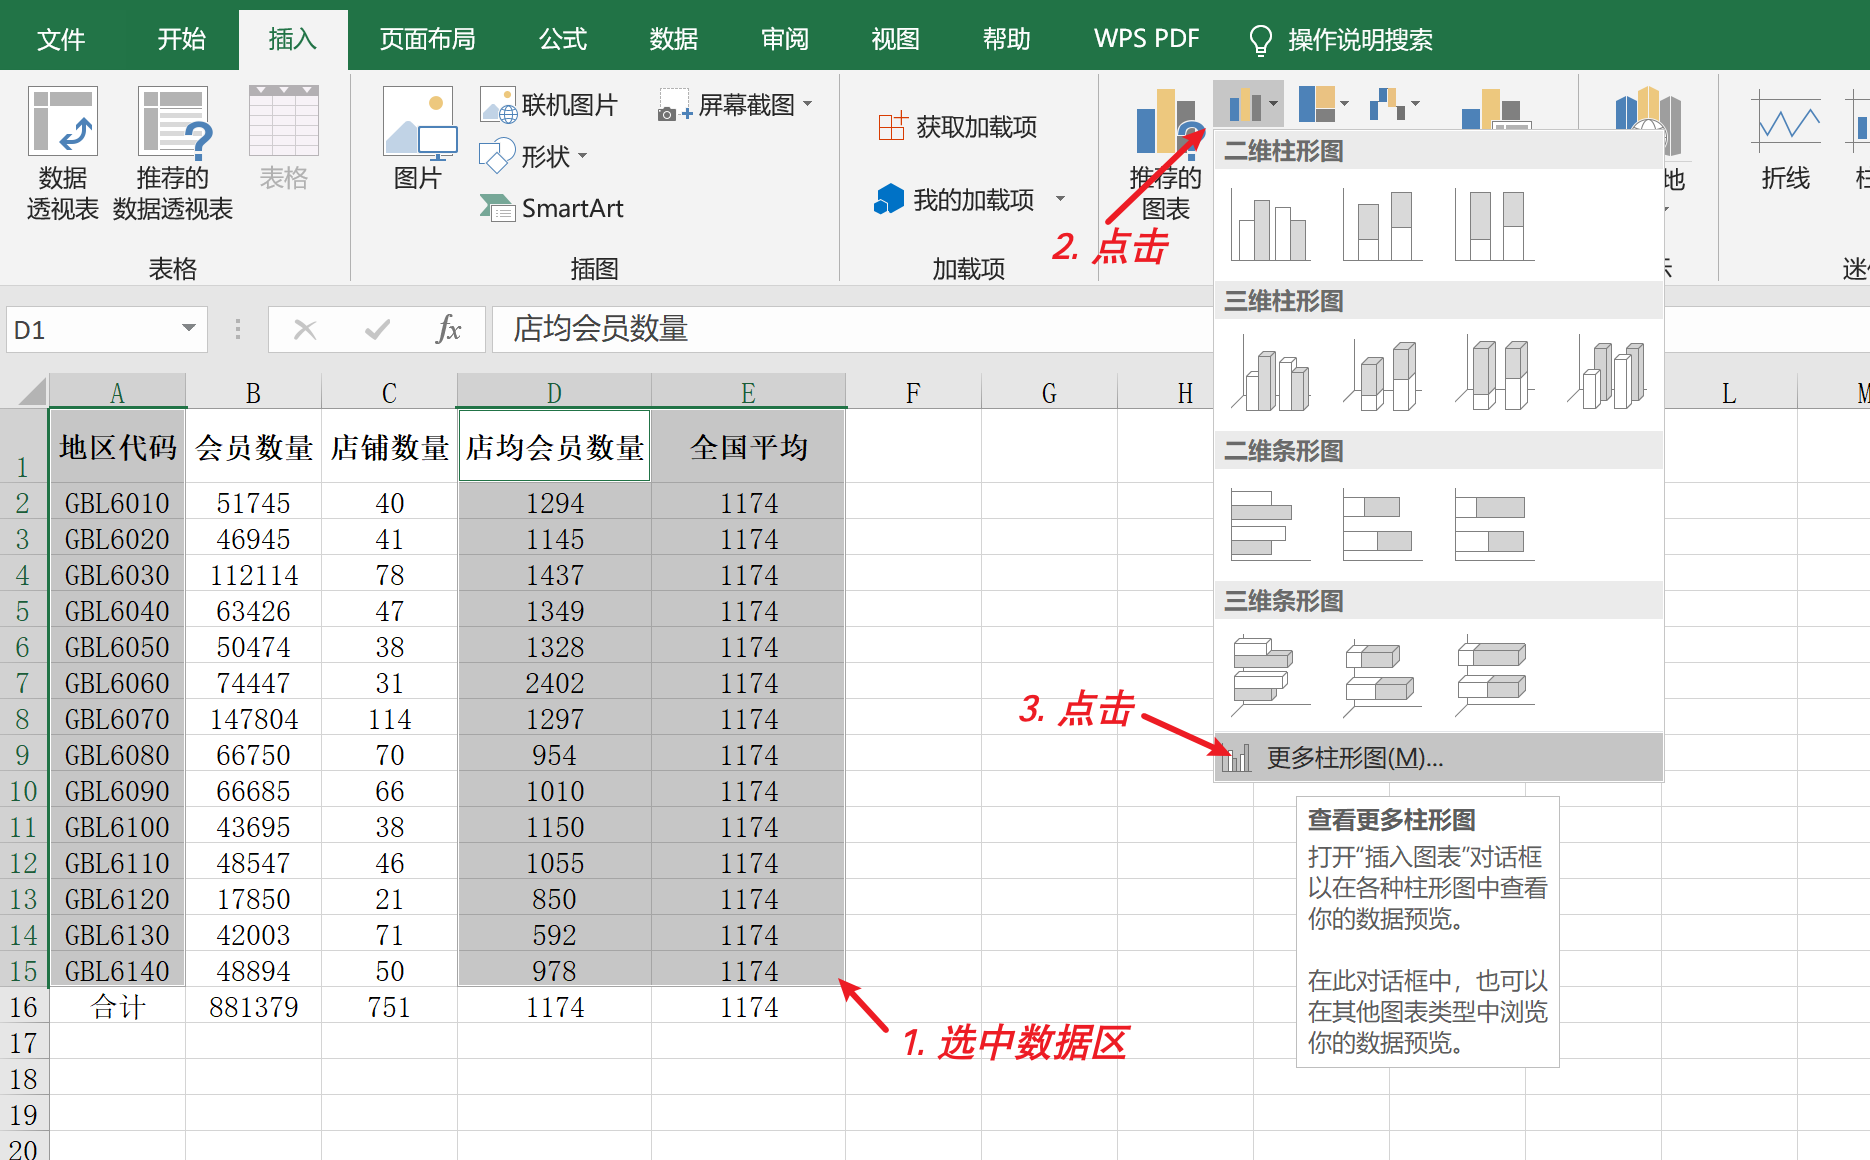 文件 开始 插入 页面布局 公式 数据 审阅 视图 帮助 WPS PDF 操作说明搜索
数据
透视表
推荐的
数据透视表
表格
表格
图片
联机图片
形状
SmartArt
屏幕截图
插图
获取加载项
我的加载项
加载项
推荐的
图表
地
示
折线
迷
2. 点击
D1 fx 店均会员数量
A B C D E F G H L M
1 地区代码 会员数量 店铺数量 店均会员数量 全国平均
2 GBL6010 51745 40 1294 1174
3 GBL6020 46945 41 1145 1174
4 GBL6030 112114 78 1437 1174
5 GBL6040 63426 47 1349 1174
6 GBL6050 50474 38 1328 1174
7 GBL6060 74447 31 2402 1174
8 GBL6070 147804 114 1297 1174
9 GBL6080 66750 70 954 1174
10 GBL6090 66685 66 1010 1174
11 GBL6100 43695 38 1150 1174
12 GBL6110 48547 46 1055 1174
13 GBL6120 17850 21 850 1174
14 GBL6130 42003 71 592 1174
15 GBL6140 48894 50 978 1174
16 合计 881379 751 1174 1174
17
18
19
20
1. 选中数据区
二维柱形图
三维柱形图
二维条形图
三维条形图
3. 点击
更多柱形图(M)...
查看更多柱形图
打开“插入图表”对话框
以在各种柱形图中查看
你的数据预览。
在此对话框中，也可以
在其他图表类型中浏览
你的数据预览。